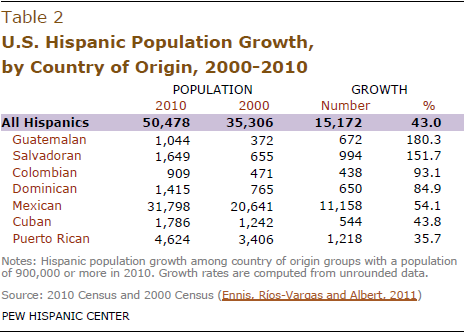 Table 2
U.S. Hispanic Population Growth,
by Country of Origin, 2000-2010
POPULATION GROWTH
2010 2000 Number %
All Hispanics 50,478 35,306 15,172 43.0
Guatemalan 1,044 372 672 180.3
Salvadoran 1,649 655 994 151.7
Colombian 909 471 438 93.1
Dominican 1,415 765 650 84.9
Mexican 31,798 20,641 11,158 54.1
Cuban 1,786 1,242 544 43.8
Puerto Rican 4,624 3,406 1,218 35.7
Notes: Hispanic population growth among country of origin groups with a population
of 900,000 or more in 2010. Growth rates are computed from unrounded data.
Source: 2010 Census and 2000 Census (Ennis, Ríos-Vargas and Albert, 2011)
PEW HISPANIC CENTER